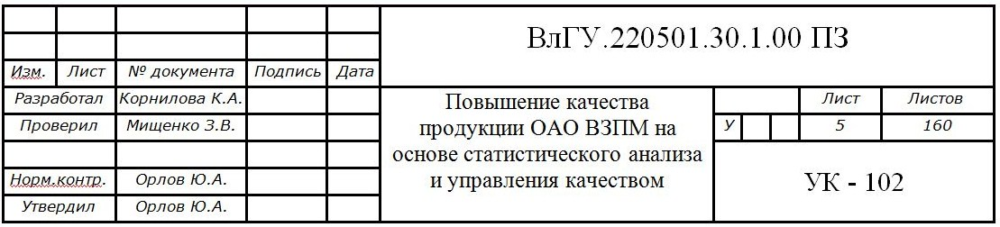 ВлГУ.220501.30.1.00 ПЗ
Изм. Лист № документа Подпись Дата
Разработал Корнилова К.А.
Проверил Мищенко З.В.
Норм.контр. Орлов Ю.А.
Утвердил Орлов Ю.А.
Повышение качества
продукции ОАО ВЗПМ на
основе статистического анализа
и управления качеством
Лист Листов
У 5 160
УК - 102